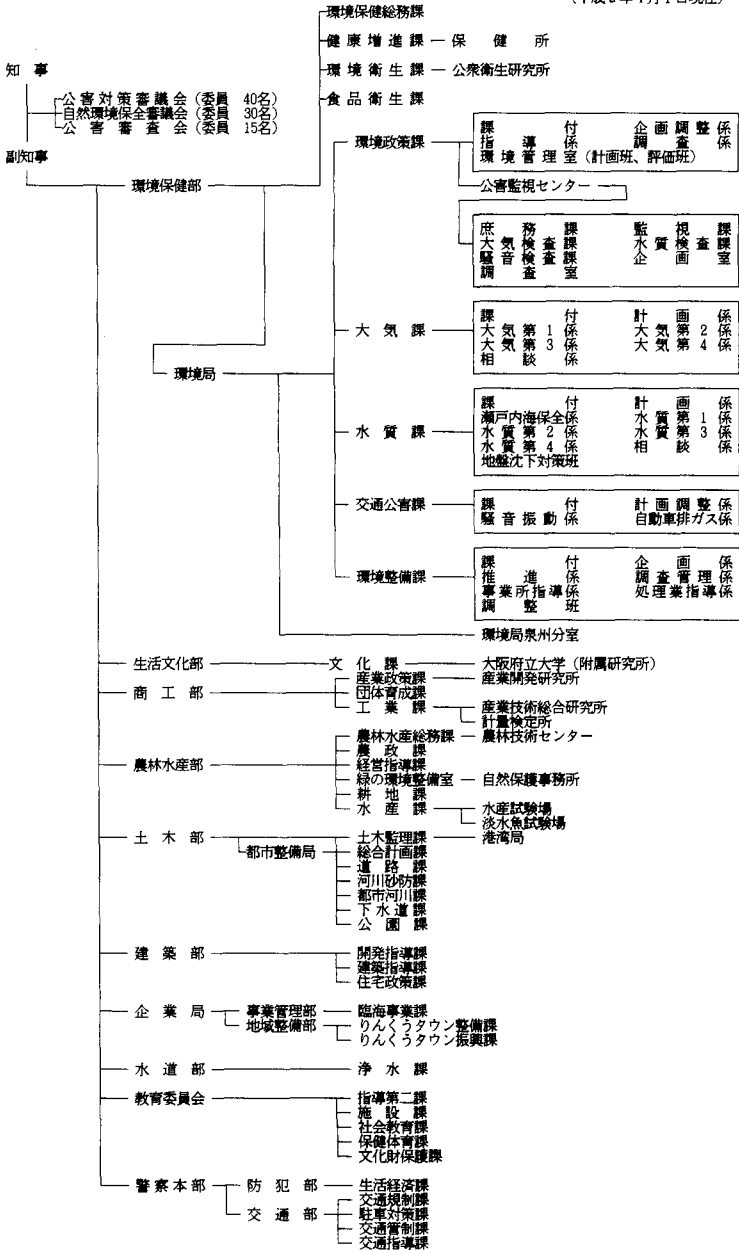 環境保健総務課
健康増進課 保健所
環境衛生課 公衆衛生研究所
食品衛生課
知事
公害対策審議会(委員 40名)
自然環境保全審議会(委員 30名)
公害審査会(委員 15名)
副知事
環境保健部
環境政策課
課付 企画調整係
指導係 調査係
環境管理室(計画班、評価班)
公害監視センター
庶務課 監視課
大気検査課 水質検査課
騒音検査課 企画室
調査室
大気課
課付 計画係
大気第1係 大気第2係
大気第3係 大気第4係
相談係
環境局
水質課
課付 計画係
瀬戸内海保全係 水質第1係
水質第2係 水質第3係
水質第4係 相談係
地盤沈下対策班
交通公害課
課付 計画調整係
騒音振動係 自動車排ガス係
環境整備課
課付 企画係
推進係 調査管理係
事業所指導係 処理業指導係
調整班
環境局泉州分室
生活文化部 文化課 大阪府立大学(附属研究所)
商工部 産業政策課 産業開発研究所
団体育成課
工業課 産業技術総合研究所
計量検定所
農林水産部 農林水産総務課 農林技術センター
農政課
経営指導課
緑の環境整備室 自然保護事務所
耕地課
水産課 水産試験場
淡水魚試験場
土木部 土木監理課 港湾局
都市整備局 総合計画課
道路課
河川砂防課
都市河川課
下水道課
公園課
建築部 開発指導課
建築指導課
住宅政策課
企業局 事業管理部 臨海事業課
地域整備部 りんくうタウン整備課
りんくうタウン振興課
水道部 浄水課
教育委員会 指導第二課
施設課
社会教育課
保健体育課
文化財保護課
警察本部 防犯部 生活経済課
交通部 交通規制課
駐車対策課
交通管制課
交通指導課